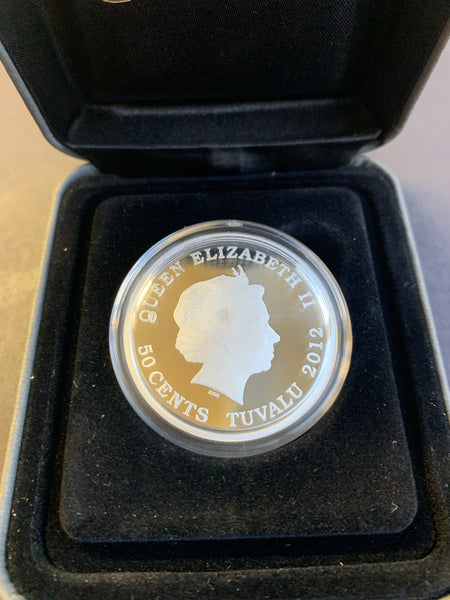 QUEEN ELIZABETH II
50 CENTS TUVALU 2012